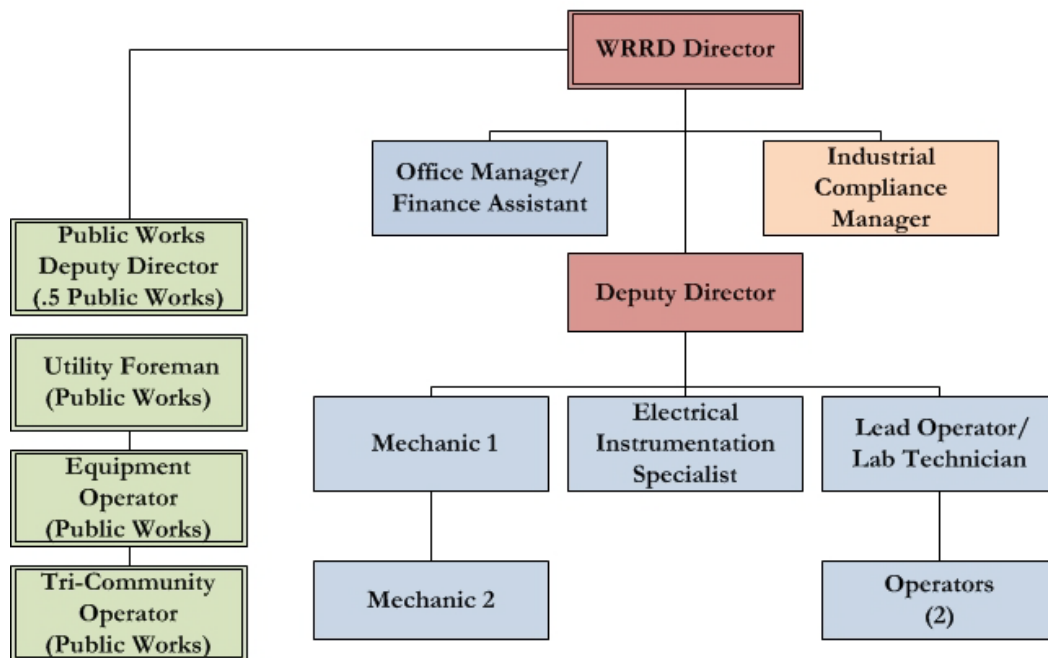 WRRD Director
Office Manager/
Finance Assistant
Industrial
Compliance
Manager
Public Works
Deputy Director
(.5 Public Works)
Deputy Director
Utility Foreman
(Public Works)
Mechanic 1
Electrical
Instrumentation
Specialist
Lead Operator/
Lab Technician
Equipment
Operator
(Public Works)
Tri-Community
Operator
(Public Works)
Mechanic 2
Operators
(2)